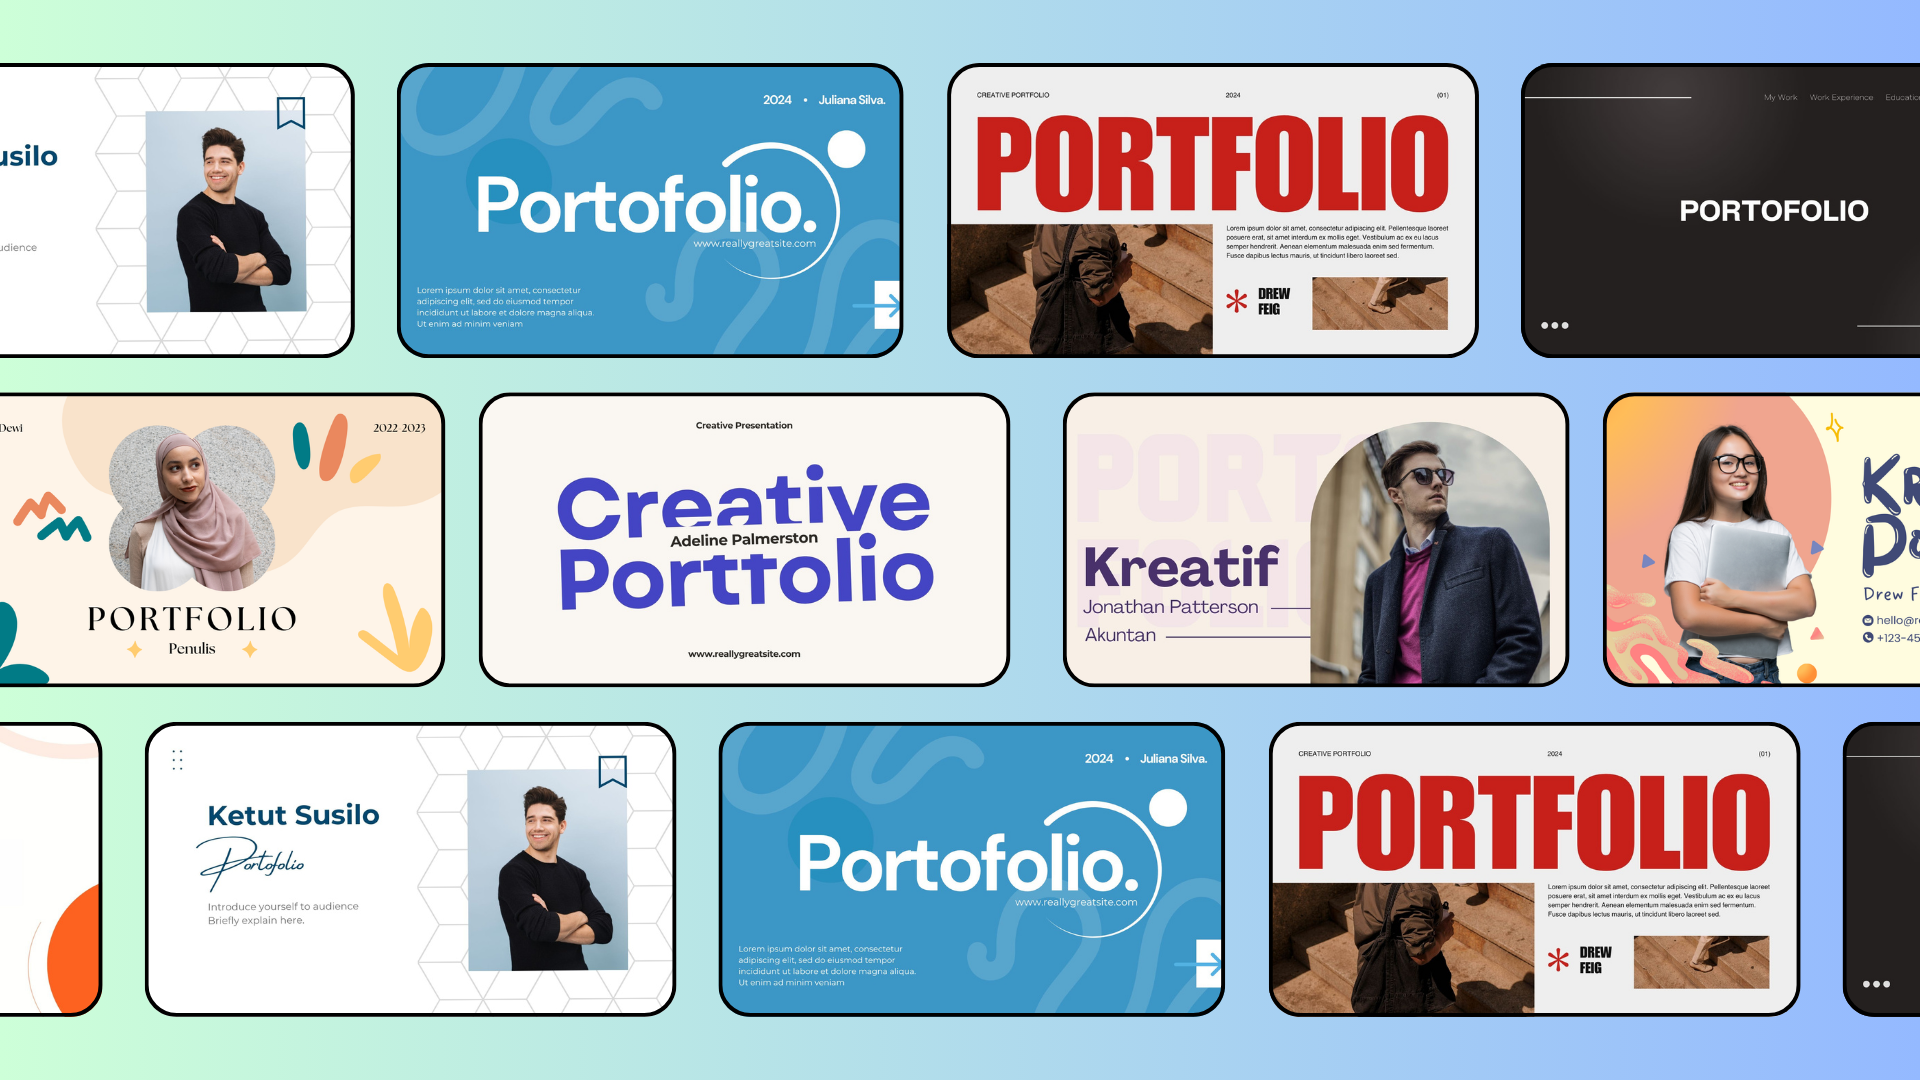 usilo
udience
2024 • Juliana Silva.
Portofolio.
www.reallygreatsite.com
Lorem ipsum dolor sit amet, consectetur
adipiscing elit, sed do eiusmod tempor
incididunt ut labore et dolore magna aliqua.
Ut enim ad minim veniam
CREATIVE PORTFOLIO 2024 (01)
PORTFOLIO
Lorem ipsum dolor sit amet, consectetur adipiscing elit. Pellentesque laoreet
posuere erat, sit amet interdum ex mollis eget. Vestibulum ac ex eu lacus
semper hendrerit. Aenean elementum malesuada enim sed fermentum.
Fusce dapibus lectus mauris, ut tincidunt libero laoreet sed.
DREW
FEIG
My Work Work Experience Educatio
PORTOFOLIO
Dewi
2022-2023
PORTFOLIO
Penulis
Creative Presentation
Creative
Adeline Palmerston
Portfolio
www.reallygreatsite.com
PORT
FOLIO
Kreatif
Jonathan Patterson
Akuntan
Kr
Do
Drew F
hello@re
+123-45
Ketut Susilo
Portofolio
Introduce yourself to audience
Briefly explain here.
2024 • Juliana Silva.
Portofolio.
www.reallygreatsite.com
Lorem ipsum dolor sit amet, consectetur
adipiscing elit, sed do eiusmod tempor
incididunt ut labore et dolore magna aliqua.
Ut enim ad minim veniam
CREATIVE PORTFOLIO 2024 (01)
PORTFOLIO
Lorem ipsum dolor sit amet, consectetur adipiscing elit. Pellentesque laoreet
posuere erat, sit amet interdum ex mollis eget. Vestibulum ac ex eu lacus
semper hendrerit. Aenean elementum malesuada enim sed fermentum.
Fusce dapibus lectus mauris, ut tincidunt libero laoreet sed.
DREW
FEIG